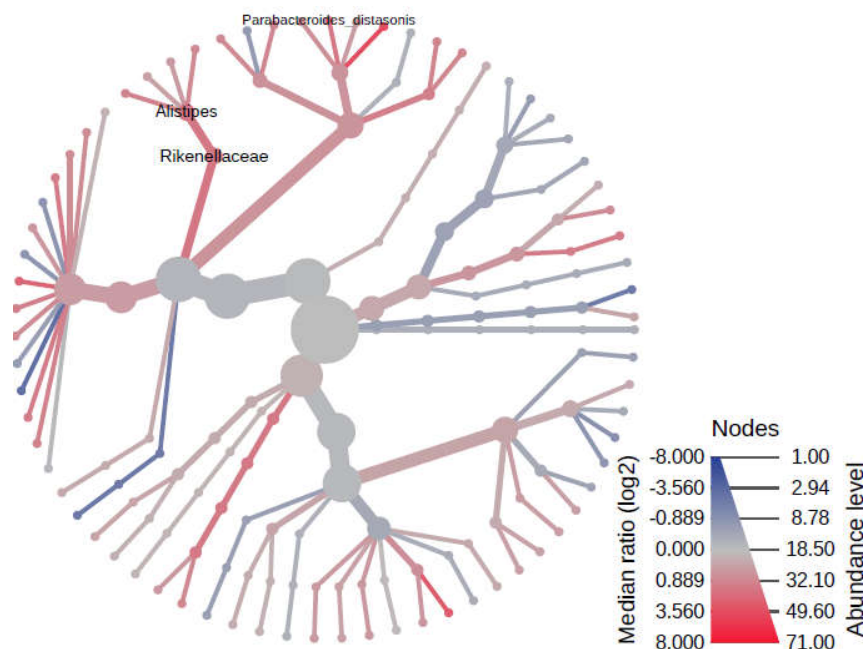 Parabacteroides_distasonis
Alistipes
Rikenellaceae
Nodes
Median ratio (log2)
-8.000 1.00
-3.560 2.94
-0.889 8.78
0.000 18.50
0.889 32.10
3.560 49.60
8.000 71.00
Abundance level